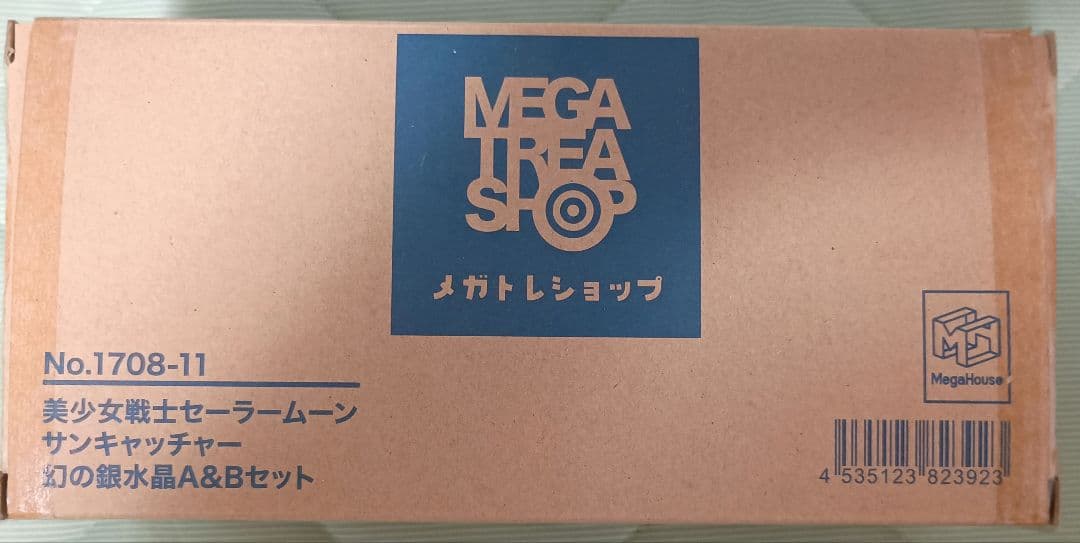 MEGA
TREA
SHOP
メガトレショップ
No.1708-11
美少女戦士セーラームーン
サンキャッチャー
幻の銀水晶A&Bセット
MegaHouse
4 535123 823923